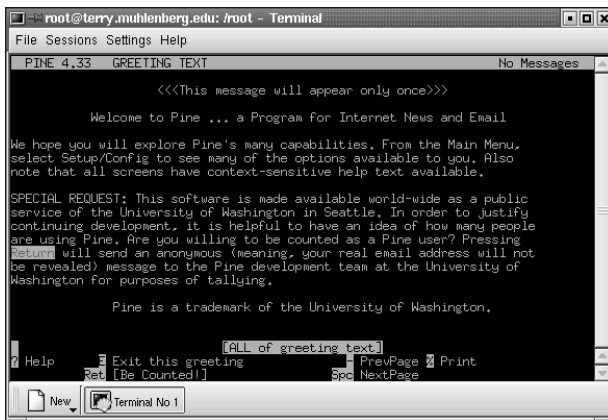 root@terry.muhlenberg.edu: /root - Terminal
File Sessions Settings Help
PINE 4.33 GREETING TEXT No Messages
<<<This message will appear only once>>>
Welcome to Pine ... a Program for Internet News and Email
We hope you will explore Pine's many capabilities. From the Main Menu,
select Setup/Config to see many of the options available to you. Also
note that all screens have context-sensitive help text available.
SPECIAL REQUEST: This software is made available world-wide as a public
service of the University of Washington in Seattle. In order to justify
continuing development, it is helpful to have an idea of how many people
are using Pine. Are you willing to be counted as a Pine user? Pressing
Return will send an anonymous (meaning, your real email address will not
be revealed) message to the Pine development team at the University of
Washington for purposes of tallying.
Pine is a trademark of the University of Washington.
[ALL of greeting text]
? Help E Exit this greeting - PrevPage % Print
Ret [Be Counted!] Spc NextPage
New Terminal No 1